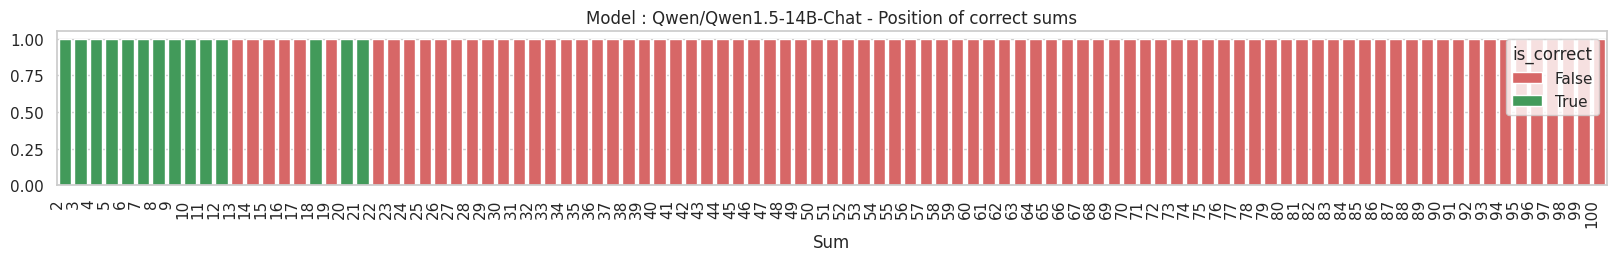 Model : Qwen/Qwen1.5-14B-Chat - Position of correct sums
1.00
0.75
0.50
0.25
0.00
is_correct
False
True
2 3 4 5 6 7 8 9 10 11 12 13 14 15 16 17 18 19 20 21 22 23 24 25 26 27 28 29 30 31 32 33 34 35 36 37 38 39 40 41 42 43 44 45 46 47 48 49 50 51 52 53 54 55 56 57 58 59 60 61 62 63 64 65 66 67 68 69 70 71 72 73 74 75 76 77 78 79 80 81 82 83 84 85 86 87 88 89 90 91 92 93 94 95 96 97 98 99 100
Sum